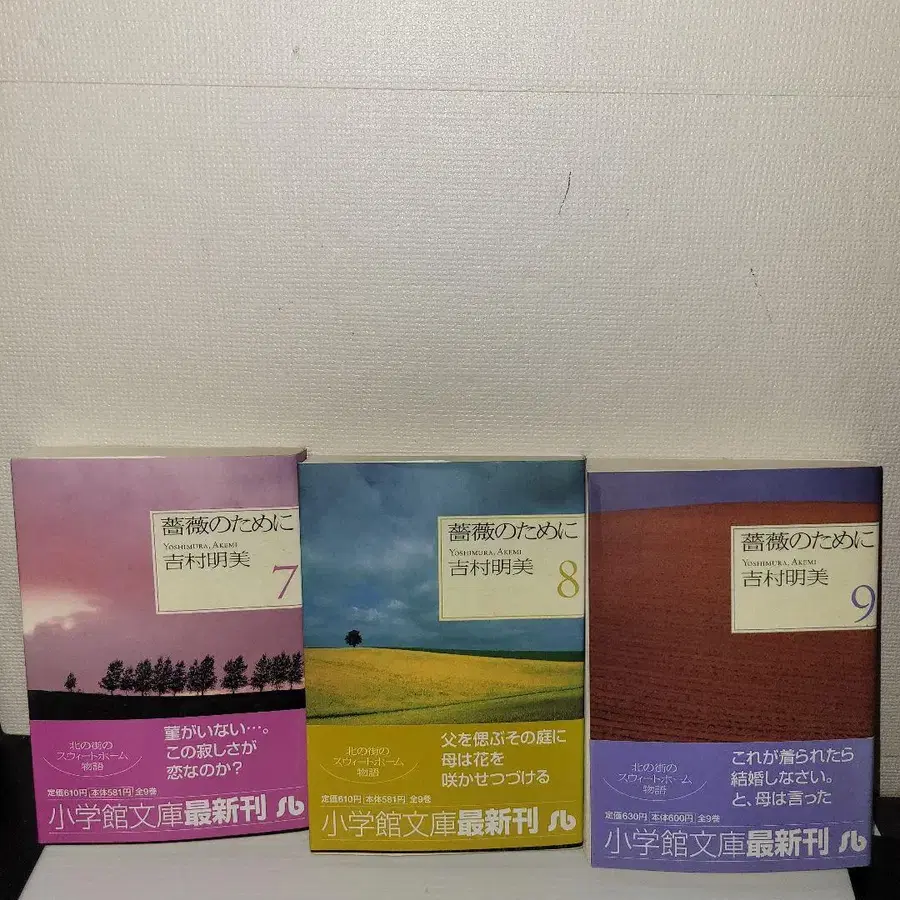 薔薇のために
YOSHIMURA, AKEMI
吉村明美
7
菫がいない…。
この寂しさが
恋なのか?
北の街の
スウィートホーム
物語
定価610円 本体581円 全9巻
小学館文庫最新刊
薔薇のために
YOSHIMURA, AKEMI
吉村明美
8
父を偲ぶその庭に
母は花を
咲かせつづける
北の街の
スウィートホーム
物語
定価610円 本体581円 全9巻
小学館文庫最新刊
薔薇のために
YOSHIMURA, AKEMI
吉村明美
9
これが着られたら
結婚しなさい。
と、母は言った
北の街の
スウィートホーム
物語
定価630円 本体600円 全9巻
小学館文庫最新刊